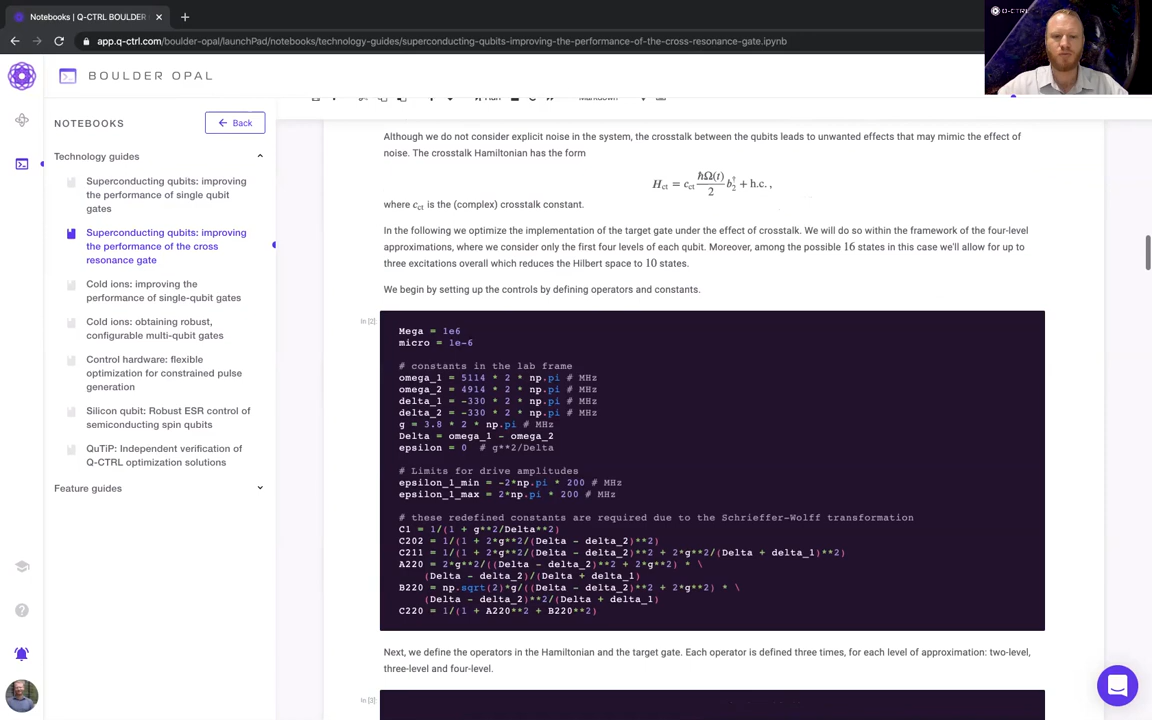 Notebooks | Q-CTRL BOULDER
app.q-ctrl.com/boulder-opal/launchPad/notebooks/technology-guides/superconducting-qubits-improving-the-performance-of-the-cross-resonance-gate.ipynb
Q-CTRL
BOULDER OPAL
NOTEBOOKS
Back
Technology guides
Superconducting qubits: improving
the performance of single qubit
gates
Superconducting qubits: improving
the performance of the cross
resonance gate
Cold ions: improving the
performance of single-qubit gates
Cold ions: obtaining robust,
configurable multi-qubit gates
Control hardware: flexible
optimization for constrained pulse
generation
Silicon qubit: Robust ESR control of
semiconducting spin qubits
QuTiP: Independent verification of
Q-CTRL optimization solutions
Feature guides
Although we do not consider explicit noise in the system, the crosstalk between the qubits leads to unwanted effects that may mimic the effect of
noise. The crosstalk Hamiltonian has the form
H_ct = c_ct ℏΩ(t)/2 b_2^† + h.c. ,
where c_ct is the (complex) crosstalk constant.
In the following we optimize the implementation of the target gate under the effect of crosstalk. We will do so within the framework of the four-level
approximations, where we consider only the first four levels of each qubit. Moreover, among the possible 16 states in this case we'll allow for up to
three excitations overall which reduces the Hilbert space to 10 states.
We begin by setting up the controls by defining operators and constants.
In [2]:
Mega = 1e6
micro = 1e-6
# constants in the lab frame
omega_1 = 5114 * 2 * np.pi # MHz
omega_2 = 4914 * 2 * np.pi # MHz
delta_1 = -330 * 2 * np.pi # MHz
delta_2 = -330 * 2 * np.pi # MHz
g = 3.8 * 2 * np.pi # MHz
Delta = omega_1 - omega_2
epsilon = 0  # g**2/Delta
# Limits for drive amplitudes
epsilon_1_min = -2*np.pi * 200 # MHz
epsilon_1_max = 2*np.pi * 200 # MHz
# these redefined constants are required due to the Schrieffer-Wolff transformation
C1 = 1/(1 + g**2/Delta**2)
C202 = 1/(1 + 2*g**2/(Delta - delta_2)**2)
C211 = 1/(1 + 2*g**2/(Delta - delta_2)**2 + 2*g**2/(Delta + delta_1)**2)
A220 = 2*g**2/((Delta - delta_2)**2 + 2*g**2) * \
(Delta - delta_2)/(Delta + delta_1)
B220 = np.sqrt(2)*g/((Delta - delta_2)**2 + 2*g**2) * \
(Delta - delta_2)**2/(Delta + delta_1)
C220 = 1/(1 + A220**2 + B220**2)
Next, we define the operators in the Hamiltonian and the target gate. Each operator is defined three times, for each level of approximation: two-level,
three-level and four-level.
In [3]: